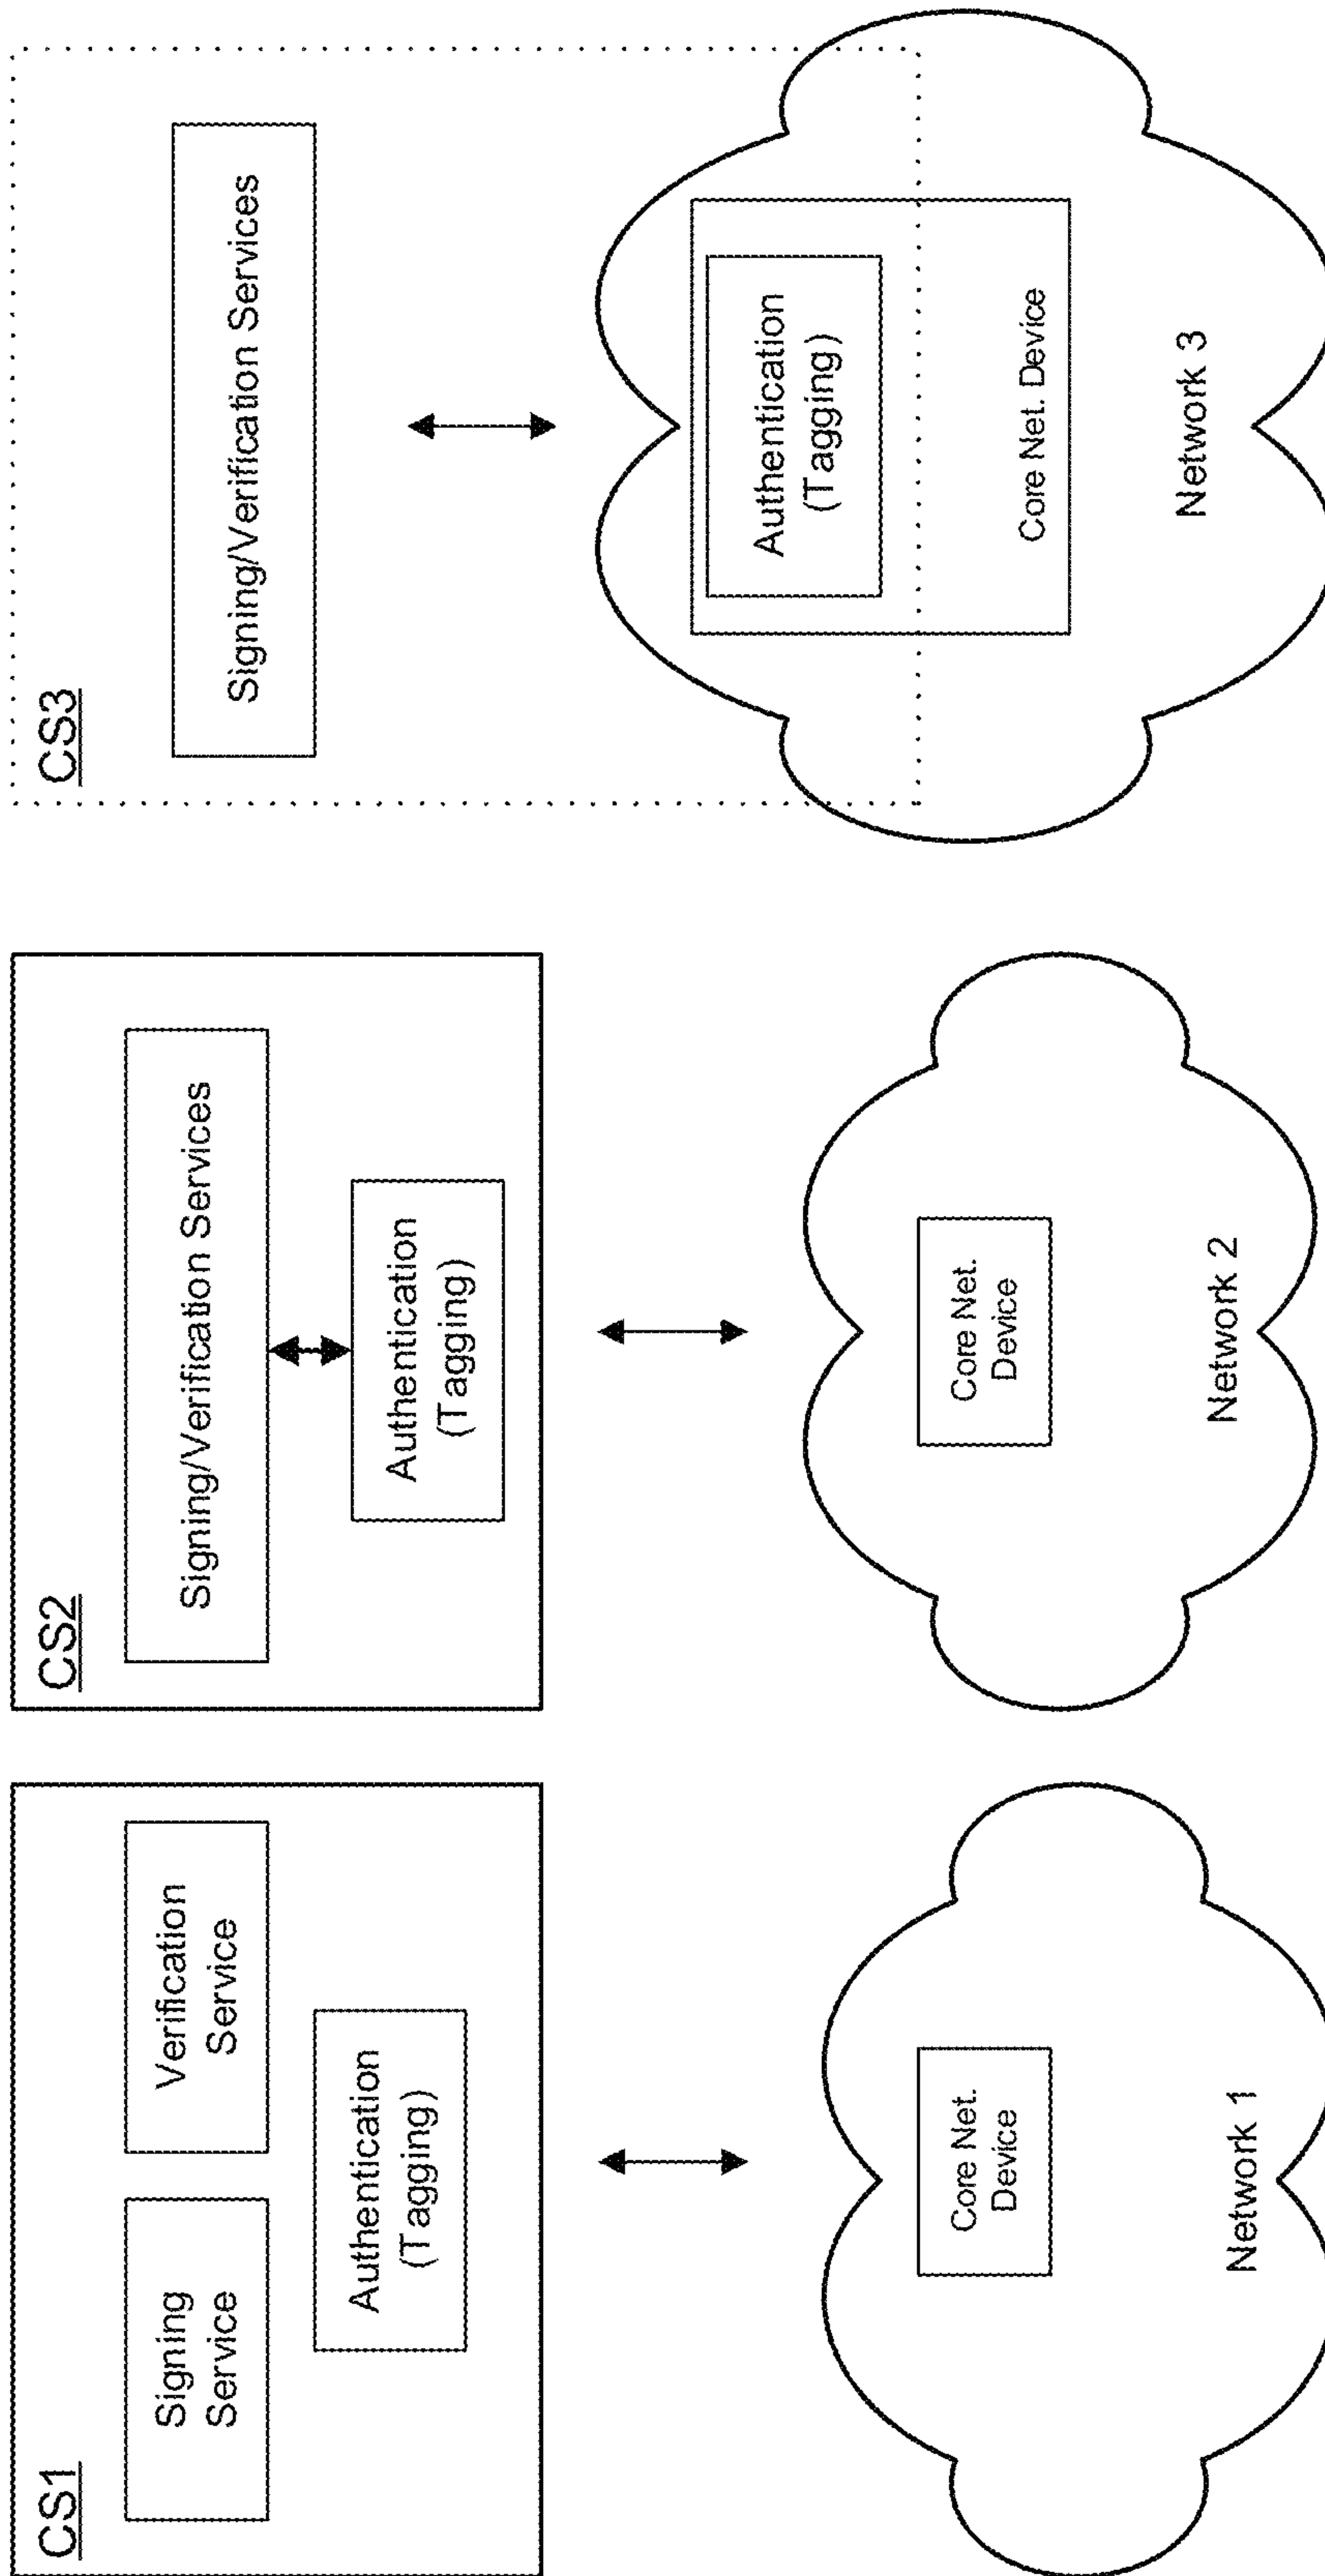 CS1
Signing
Service
Verification
Service
Authentication
(Tagging)
Core Net.
Device
Network 1
CS2
Signing/Verification Services
Authentication
(Tagging)
Core Net.
Device
Network 2
CS3
Signing/Verification Services
Authentication
(Tagging)
Core Net. Device
Network 3